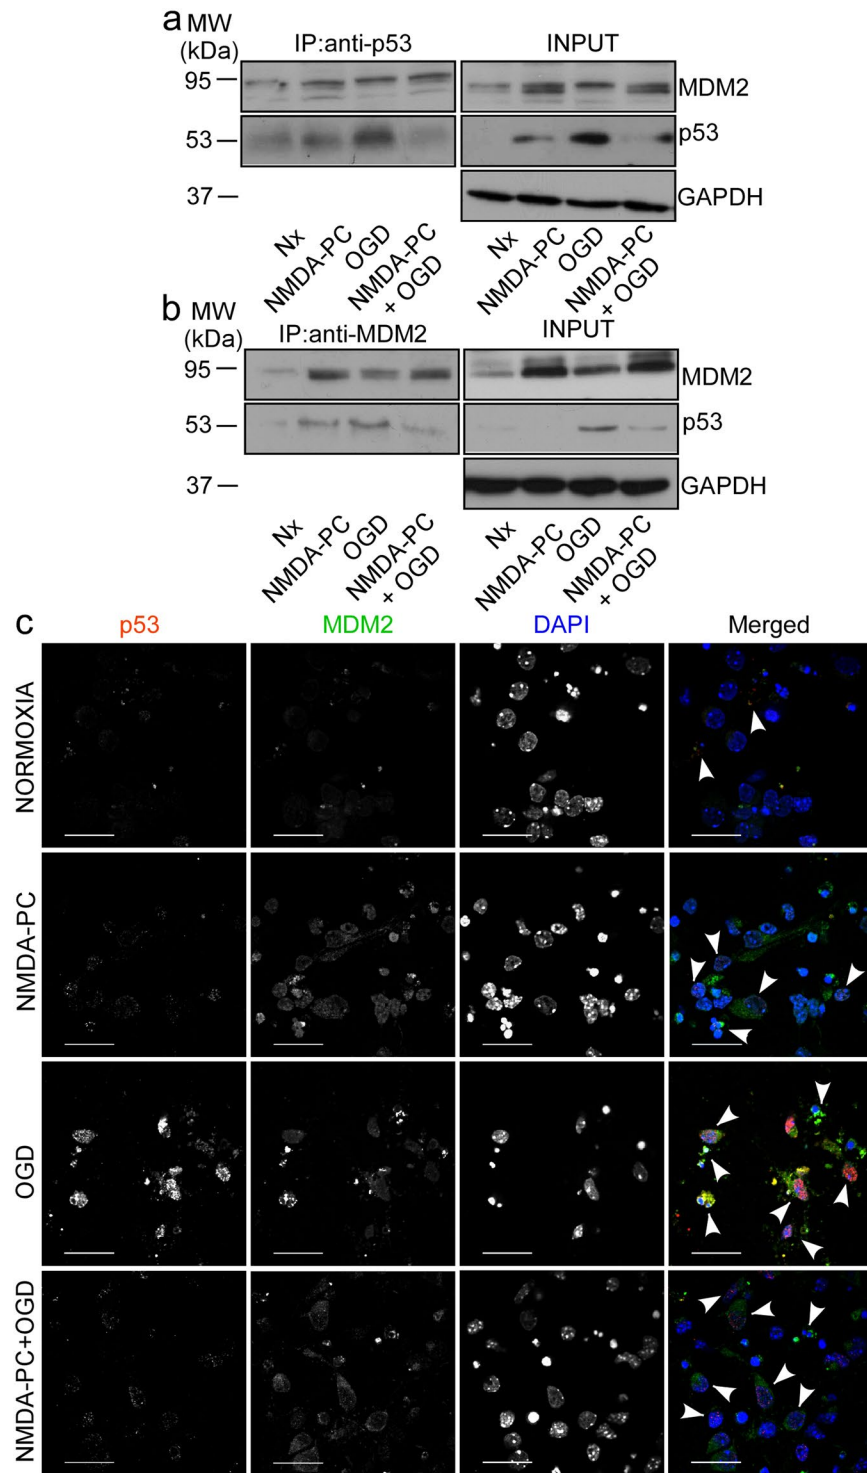 a MW (kDa) IP:anti-p53 INPUT
95 MDM2
53 p53
37 GAPDH
Nx NMDA-PC OGD NMDA-PC + OGD Nx NMDA-PC OGD NMDA-PC + OGD
b MW (kDa) IP:anti-MDM2 INPUT
95 MDM2
53 p53
37 GAPDH
Nx NMDA-PC OGD NMDA-PC + OGD Nx NMDA-PC OGD NMDA-PC + OGD
c p53 MDM2 DAPI Merged
NORMOXIA
NMDA-PC
OGD
NMDA-PC+OGD